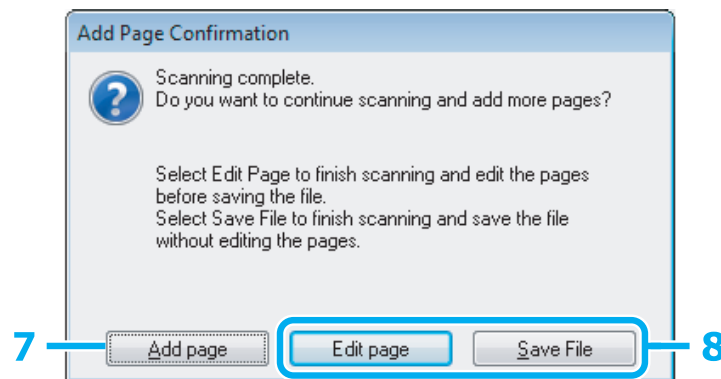 Add Page Confirmation
Scanning complete.
Do you want to continue scanning and add more pages?
Select Edit Page to finish scanning and edit the pages
before saving the file.
Select Save File to finish scanning and save the file
without editing the pages.
7 Add page Edit page Save File 8